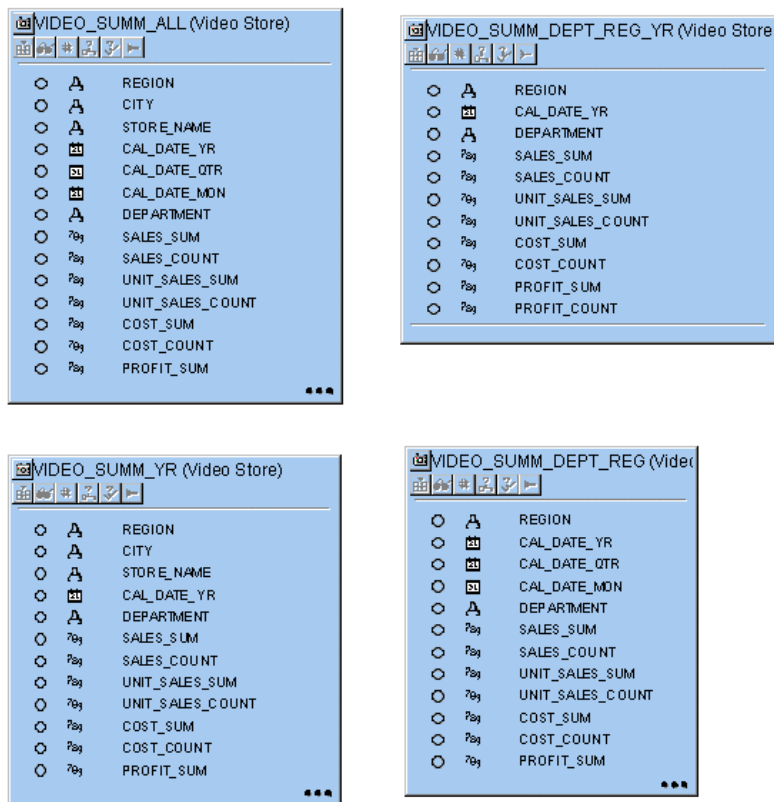 VIDEO_SUMM_ALL (Video Store)
REGION
CITY
STORE_NAME
CAL_DATE_YR
CAL_DATE_QTR
CAL_DATE_MON
DEPARTMENT
SALES_SUM
SALES_COUNT
UNIT_SALES_SUM
UNIT_SALES_COUNT
COST_SUM
COST_COUNT
PROFIT_SUM
VIDEO_SUMM_DEPT_REG_YR (Video Store
REGION
CAL_DATE_YR
DEPARTMENT
SALES_SUM
SALES_COUNT
UNIT_SALES_SUM
UNIT_SALES_COUNT
COST_SUM
COST_COUNT
PROFIT_SUM
PROFIT_COUNT
VIDEO_SUMM_YR (Video Store)
REGION
CITY
STORE_NAME
CAL_DATE_YR
DEPARTMENT
SALES_SUM
SALES_COUNT
UNIT_SALES_SUM
UNIT_SALES_COUNT
COST_SUM
COST_COUNT
PROFIT_SUM
VIDEO_SUMM_DEPT_REG (Video
REGION
CAL_DATE_YR
CAL_DATE_QTR
CAL_DATE_MON
DEPARTMENT
SALES_SUM
SALES_COUNT
UNIT_SALES_SUM
UNIT_SALES_COUNT
COST_SUM
COST_COUNT
PROFIT_SUM